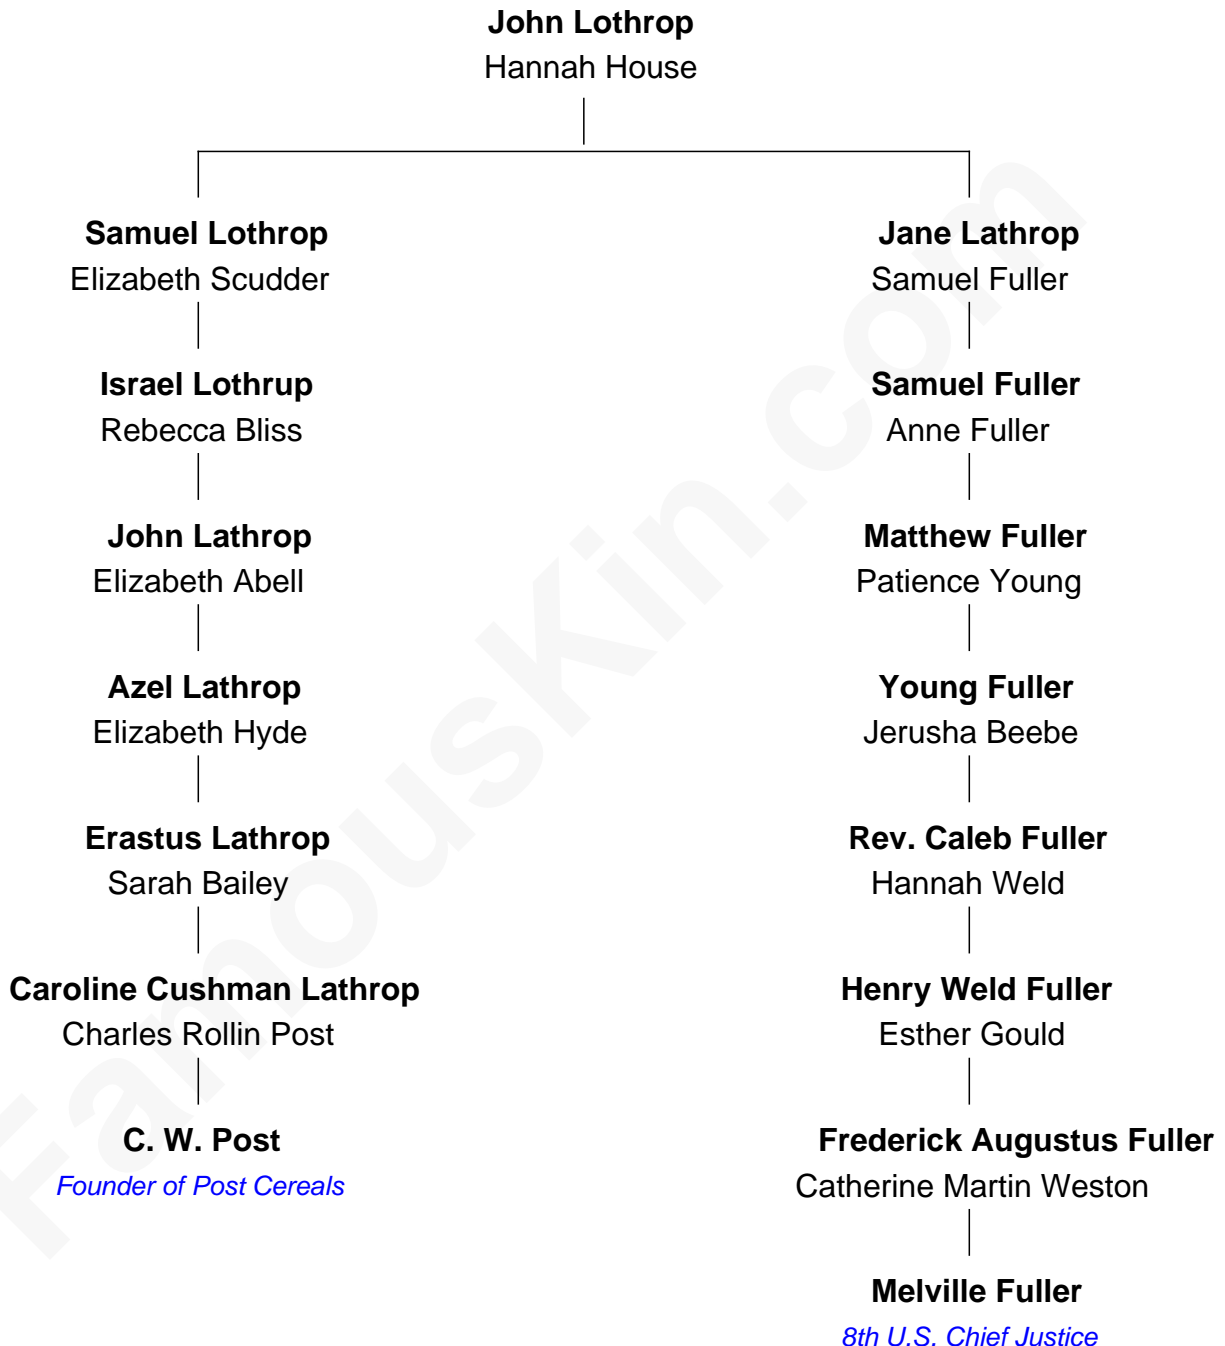 John Lothrop
Hannah House
Samuel Lothrop
Elizabeth Scudder
Israel Lothrup
Rebecca Bliss
John Lathrop
Elizabeth Abell
Azel Lathrop
Elizabeth Hyde
Erastus Lathrop
Sarah Bailey
Caroline Cushman Lathrop
Charles Rollin Post
C. W. Post
Founder of Post Cereals
Jane Lathrop
Samuel Fuller
Samuel Fuller
Anne Fuller
Matthew Fuller
Patience Young
Young Fuller
Jerusha Beebe
Rev. Caleb Fuller
Hannah Weld
Henry Weld Fuller
Esther Gould
Frederick Augustus Fuller
Catherine Martin Weston
Melville Fuller
8th U.S. Chief Justice
FamousKin.com